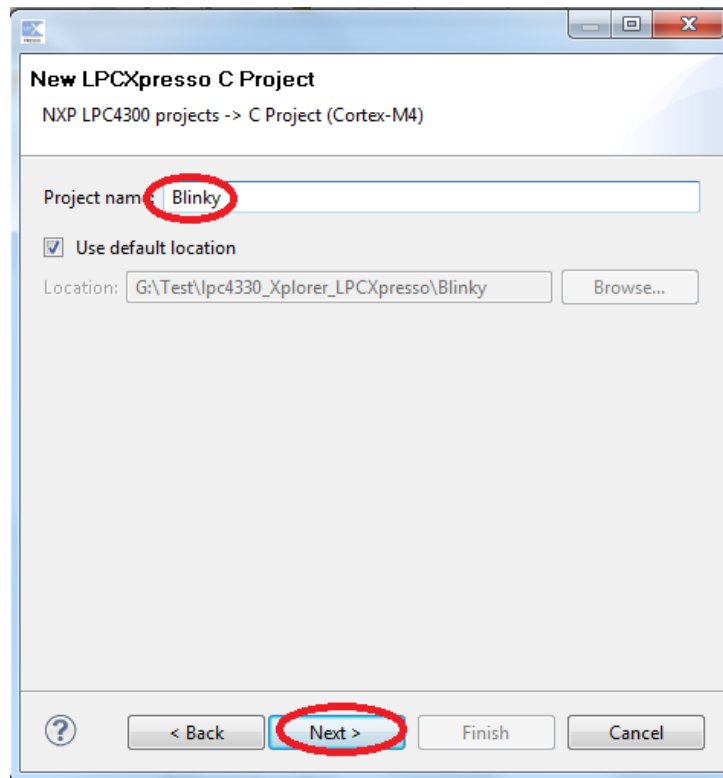 New LPCXpresso C Project
NXP LPC4300 projects -> C Project (Cortex-M4)
Project nam Blinky
Use default location
Location: G:\Test\lpc4330_Xplorer_LPCXpresso\Blinky Browse...
? < Back Next > Finish Cancel